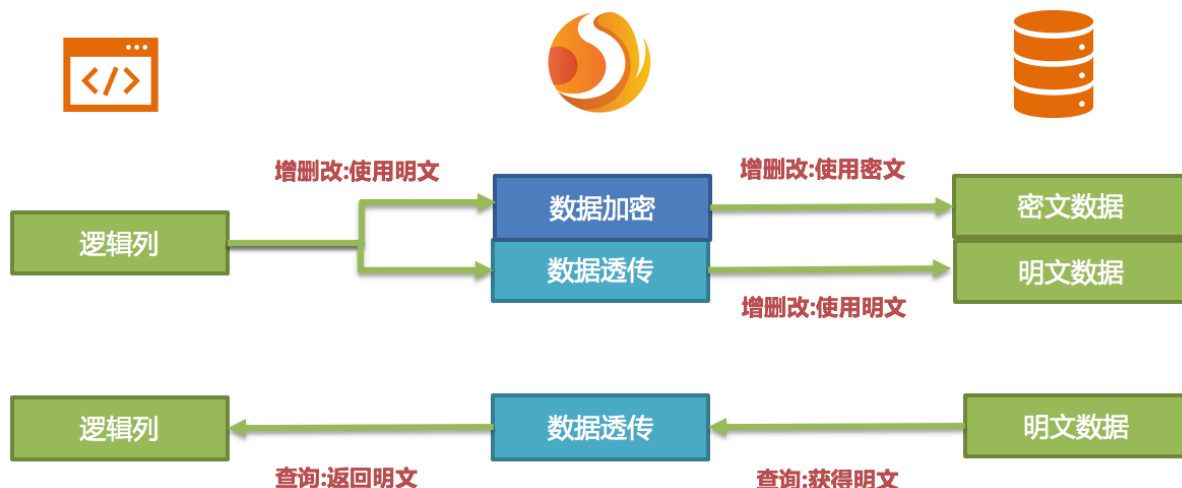 </>
增删改:使用明文
增删改:使用密文
数据加密
密文数据
逻辑列
数据透传
明文数据
增删改:使用明文
逻辑列
数据透传
明文数据
查询:返回明文
查询:获得明文